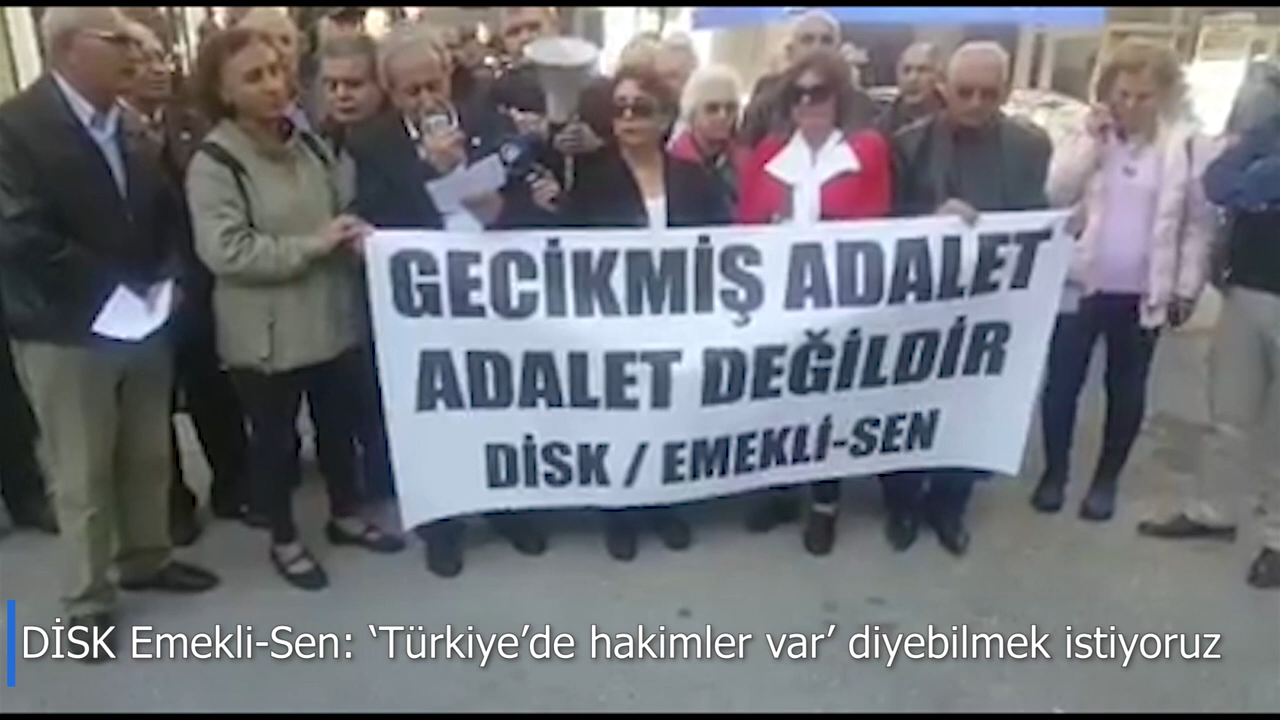 GECİKMİŞ ADALET
ADALET DEĞİLDİR
DİSK / EMEKLİ-SEN
DİSK Emekli-Sen: ‘Türkiye’de hakimler var’ diyebilmek istiyoruz